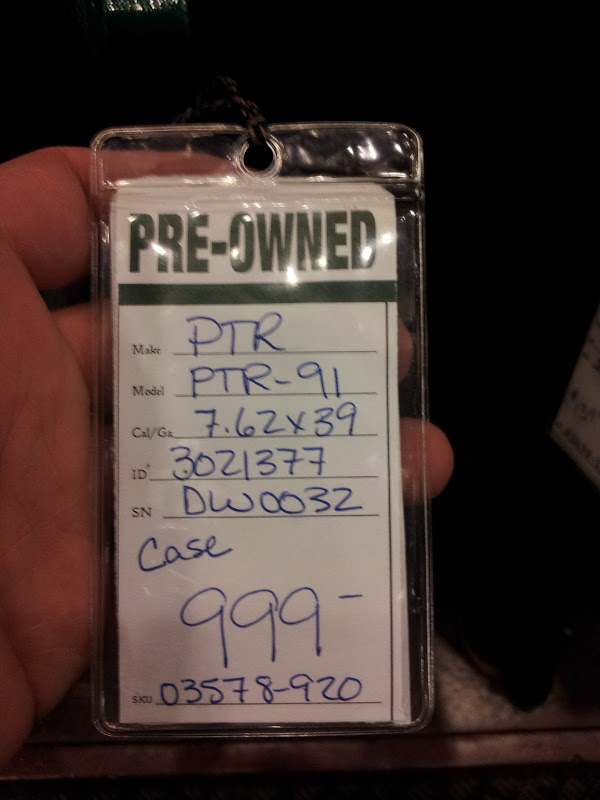 PRE-OWNED
Make PTR
Model PTR-91
Cal/Ga. 7.62x39
ID# 3021377
SN DW0032
Case
999-
SKU 03578-920